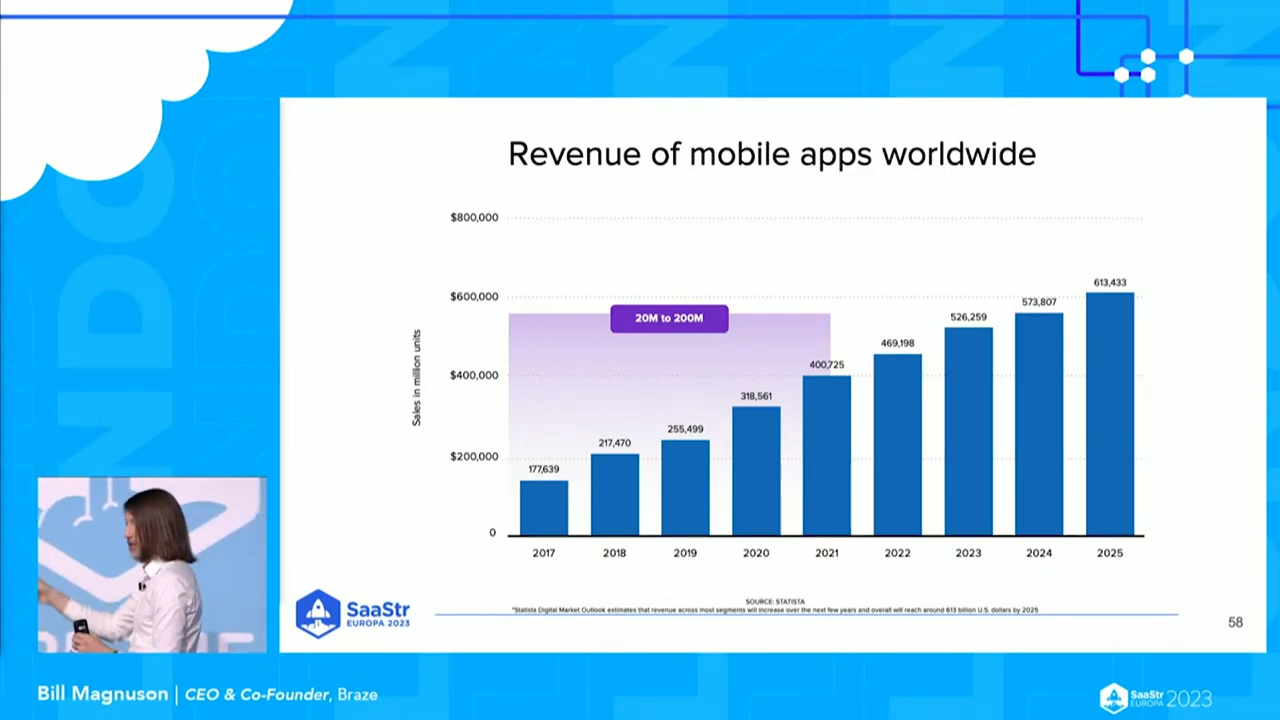 Revenue of mobile apps worldwide
Sales in million units
$800,000
$600,000
$400,000
$200,000
0
20M to 200M
177,639
217,470
255,499
318,561
400,725
469,198
526,259
573,807
613,433
2017
2018
2019
2020
2021
2022
2023
2024
2025
SOURCE: STATISTA
*Statista Digital Market Outlook estimates that revenue across most segments will increase over the next few years and overall will reach around 613 billion U.S. dollars by 2025
SaaStr
EUROPA 2023
58
Bill Magnuson | CEO & Co-Founder, Braze
SaaStr
EUROPA 2023